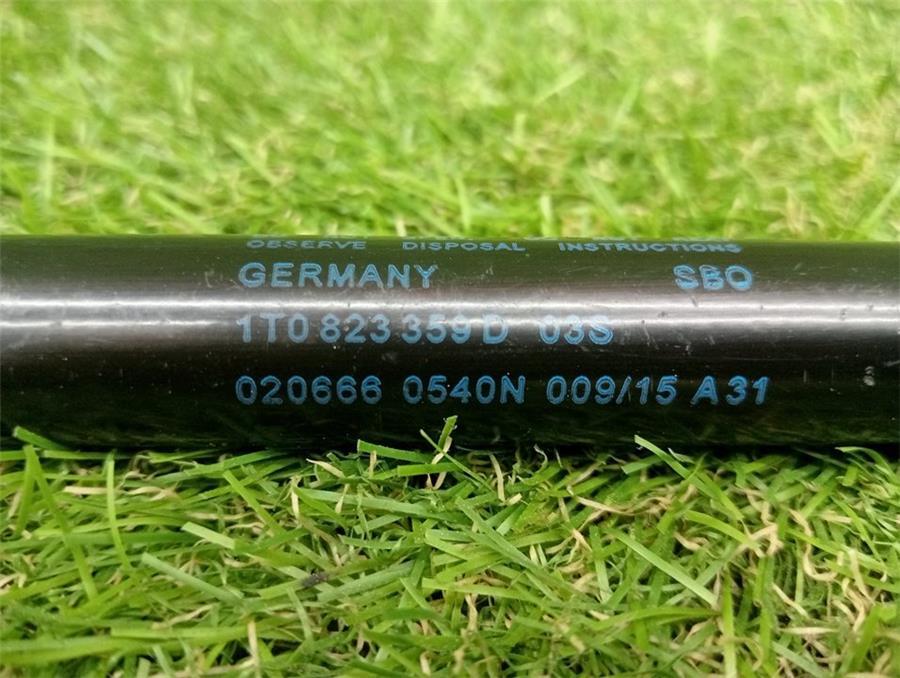 OBSERVE DISPOSAL INSTRUCTIONS
GERMANY SBO
1T0 823 359 D 03S
020666 0540N 009/15 A31